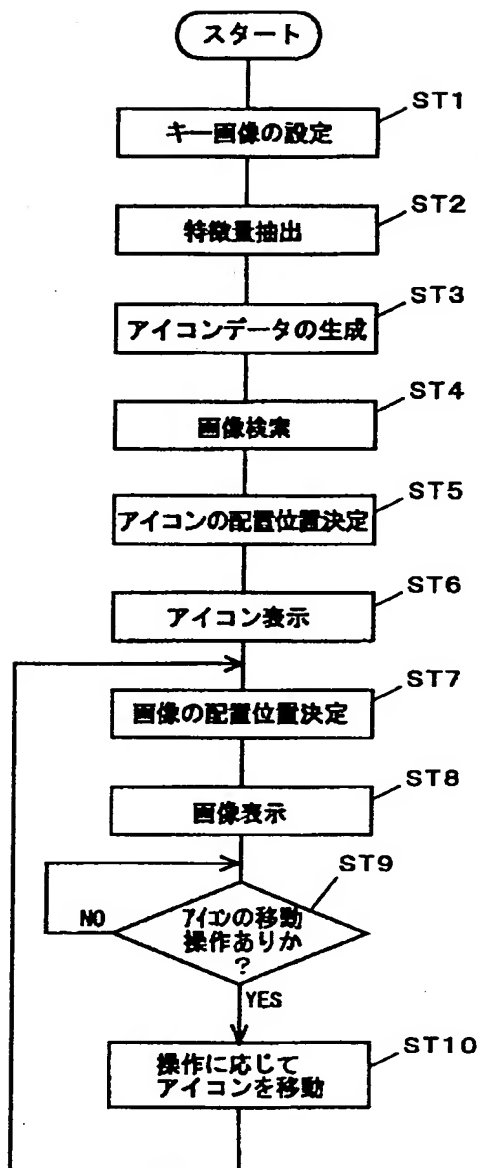 スタート
ST1
キー画像の設定
ST2
特徴量抽出
ST3
アイコンデータの生成
ST4
画像検索
ST5
アイコンの配置位置決定
ST6
アイコン表示
ST7
画像の配置位置決定
ST8
画像表示
ST9
アイコンの移動
操作ありか
?
NO
YES
ST10
操作に応じて
アイコンを移動